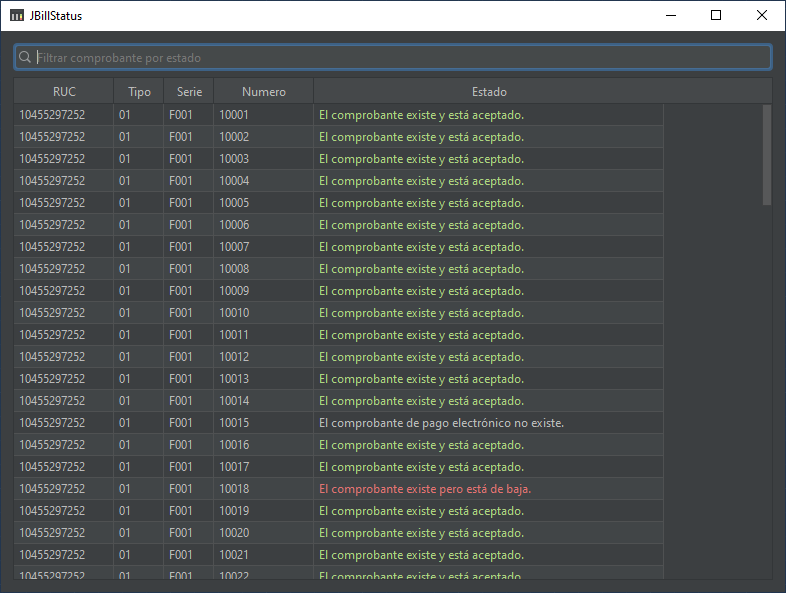 JBillStatus
Filtrar comprobante por estado
RUC Tipo Serie Numero Estado
10455297252 01 F001 10001 El comprobante existe y está aceptado.
10455297252 01 F001 10002 El comprobante existe y está aceptado.
10455297252 01 F001 10003 El comprobante existe y está aceptado.
10455297252 01 F001 10004 El comprobante existe y está aceptado.
10455297252 01 F001 10005 El comprobante existe y está aceptado.
10455297252 01 F001 10006 El comprobante existe y está aceptado.
10455297252 01 F001 10007 El comprobante existe y está aceptado.
10455297252 01 F001 10008 El comprobante existe y está aceptado.
10455297252 01 F001 10009 El comprobante existe y está aceptado.
10455297252 01 F001 10010 El comprobante existe y está aceptado.
10455297252 01 F001 10011 El comprobante existe y está aceptado.
10455297252 01 F001 10012 El comprobante existe y está aceptado.
10455297252 01 F001 10013 El comprobante existe y está aceptado.
10455297252 01 F001 10014 El comprobante existe y está aceptado.
10455297252 01 F001 10015 El comprobante de pago electrónico no existe.
10455297252 01 F001 10016 El comprobante existe y está aceptado.
10455297252 01 F001 10017 El comprobante existe y está aceptado.
10455297252 01 F001 10018 El comprobante existe pero está de baja.
10455297252 01 F001 10019 El comprobante existe y está aceptado.
10455297252 01 F001 10020 El comprobante existe y está aceptado.
10455297252 01 F001 10021 El comprobante existe y está aceptado.
10455297252 01 F001 10022 El comprobante existe y está aceptado.